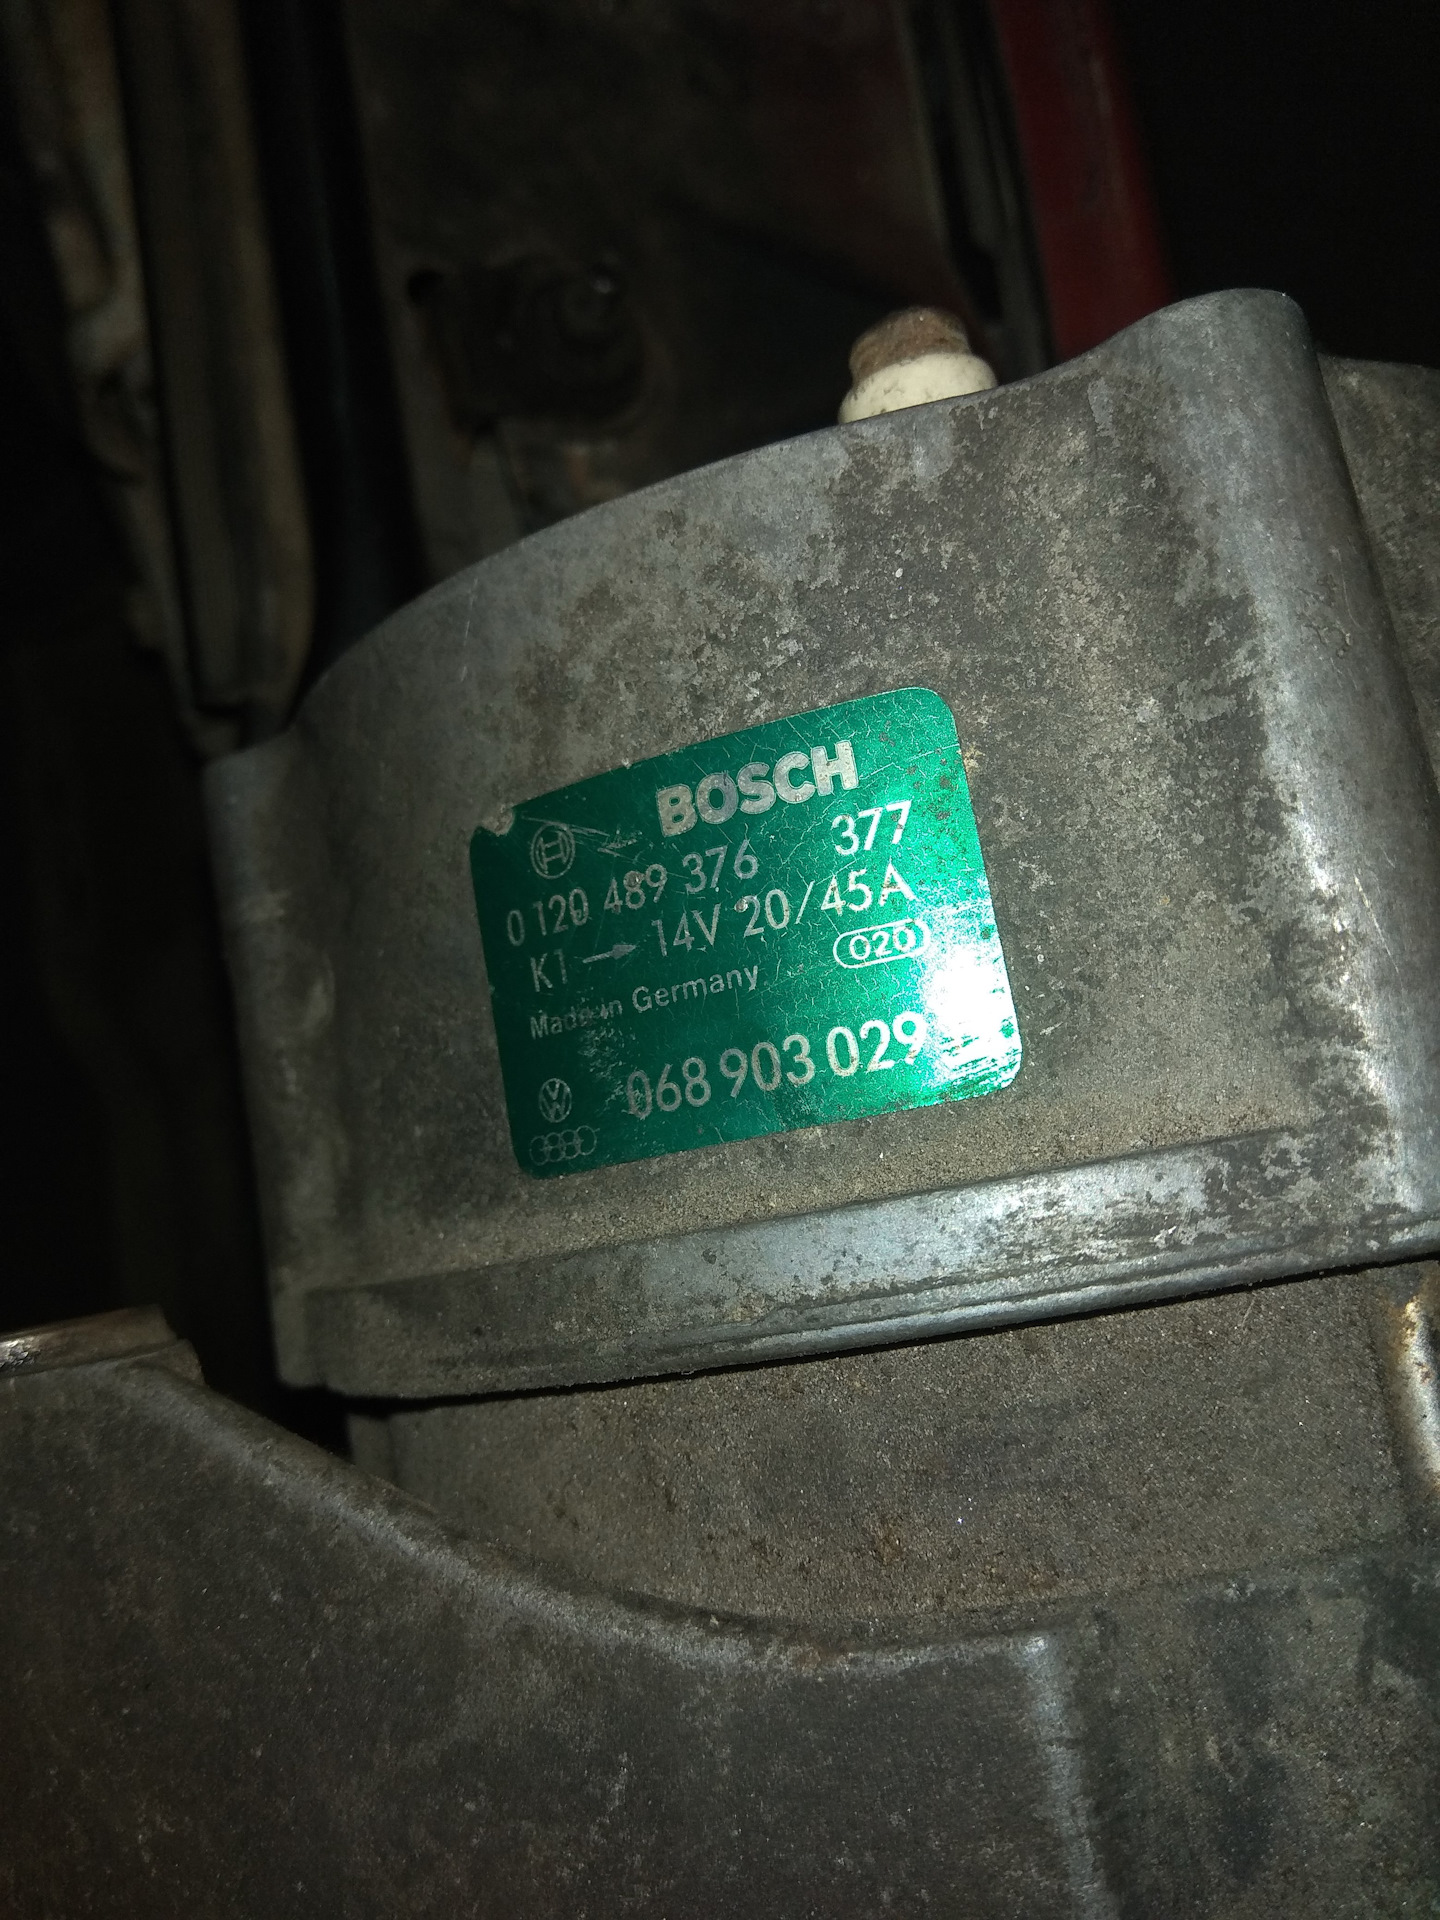 BOSCH
377
0 120 489 376
K1 → 14V 20/45A
020
Made in Germany
068 903 029